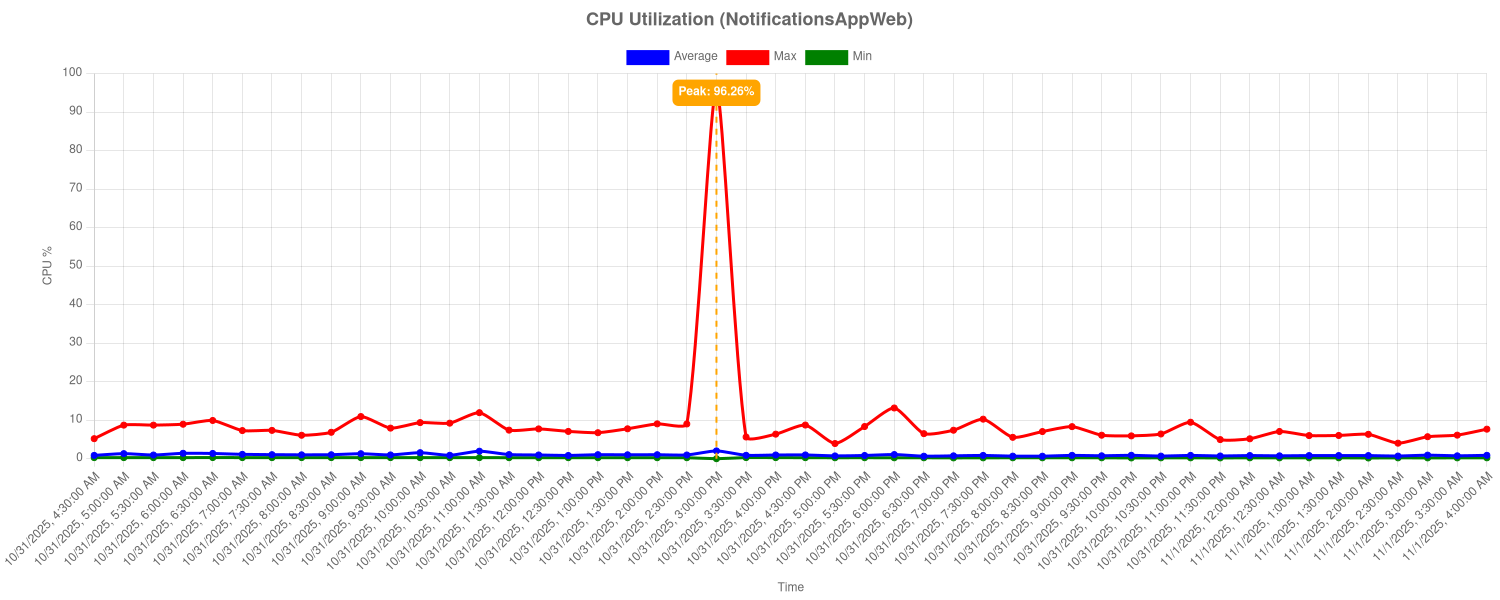 CPU Utilization (NotificationsAppWeb)
Average Max Min
Peak: 96.26%
100
90
80
70
60
50
40
30
20
10
0
CPU %
10/31/2025, 4:30:00 AM
10/31/2025, 5:00:00 AM
10/31/2025, 5:30:00 AM
10/31/2025, 6:00:00 AM
10/31/2025, 6:30:00 AM
10/31/2025, 7:00:00 AM
10/31/2025, 7:30:00 AM
10/31/2025, 8:00:00 AM
10/31/2025, 8:30:00 AM
10/31/2025, 9:00:00 AM
10/31/2025, 9:30:00 AM
10/31/2025, 10:00:00 AM
10/31/2025, 10:30:00 AM
10/31/2025, 11:00:00 AM
10/31/2025, 11:30:00 AM
10/31/2025, 12:00:00 PM
10/31/2025, 12:30:00 PM
10/31/2025, 1:00:00 PM
10/31/2025, 1:30:00 PM
10/31/2025, 2:00:00 PM
10/31/2025, 2:30:00 PM
10/31/2025, 3:00:00 PM
10/31/2025, 3:30:00 PM
10/31/2025, 4:00:00 PM
10/31/2025, 4:30:00 PM
10/31/2025, 5:00:00 PM
10/31/2025, 5:30:00 PM
10/31/2025, 6:00:00 PM
10/31/2025, 6:30:00 PM
10/31/2025, 7:00:00 PM
10/31/2025, 7:30:00 PM
10/31/2025, 8:00:00 PM
10/31/2025, 8:30:00 PM
10/31/2025, 9:00:00 PM
10/31/2025, 9:30:00 PM
10/31/2025, 10:00:00 PM
10/31/2025, 10:30:00 PM
10/31/2025, 11:00:00 PM
10/31/2025, 11:30:00 PM
11/1/2025, 12:00:00 AM
11/1/2025, 12:30:00 AM
11/1/2025, 1:00:00 AM
11/1/2025, 1:30:00 AM
11/1/2025, 2:00:00 AM
11/1/2025, 2:30:00 AM
11/1/2025, 3:00:00 AM
11/1/2025, 3:30:00 AM
11/1/2025, 4:00:00 AM
Time